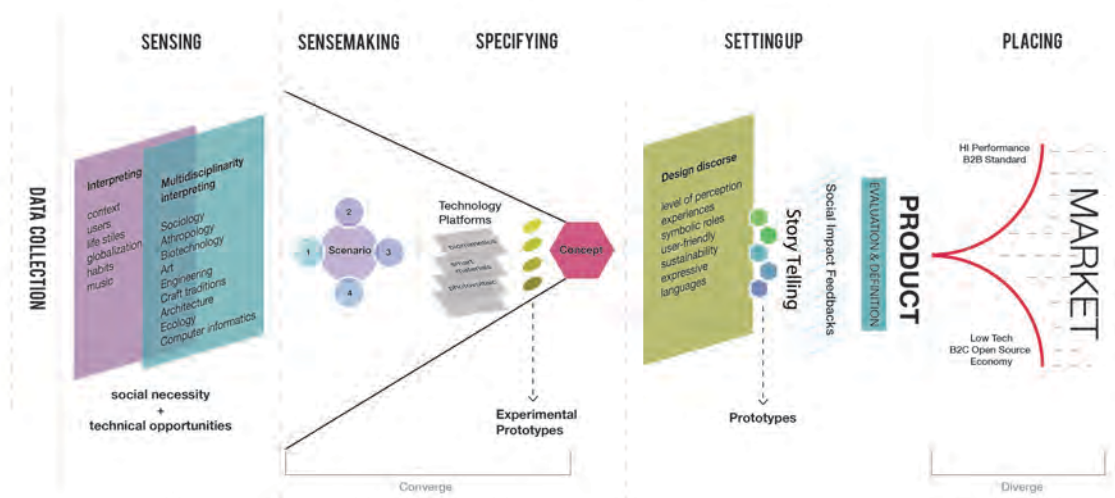 SENSING
SENSEMAKING
SPECIFYING
SETTING UP
PLACING
DATA COLLECTION
Interpreting
context
users
life stiles
globalization
habits
music
Multidisciplinarity
interpreting
Sociology
Athropology
Biotechnology
Art
Engineering
Craft traditions
Architecture
Ecology
Computer informatics
social necessity
+
technical opportunities
1
2
Scenario
3
4
Technology
Platforms
biomimetics
smart
materials
photovoltaic
Concept
Experimental
Prototypes
Converge
Design discorse
level of perception
experiences
symbolic roles
user-friendly
sustainability
expressive
languages
Story Telling
Prototypes
Social Impact Feedbacks
EVALUATION & DEFINITION
PRODUCT
HI Performance
B2B Standard
Low Tech
B2C Open Source
Economy
MARKET
Diverge